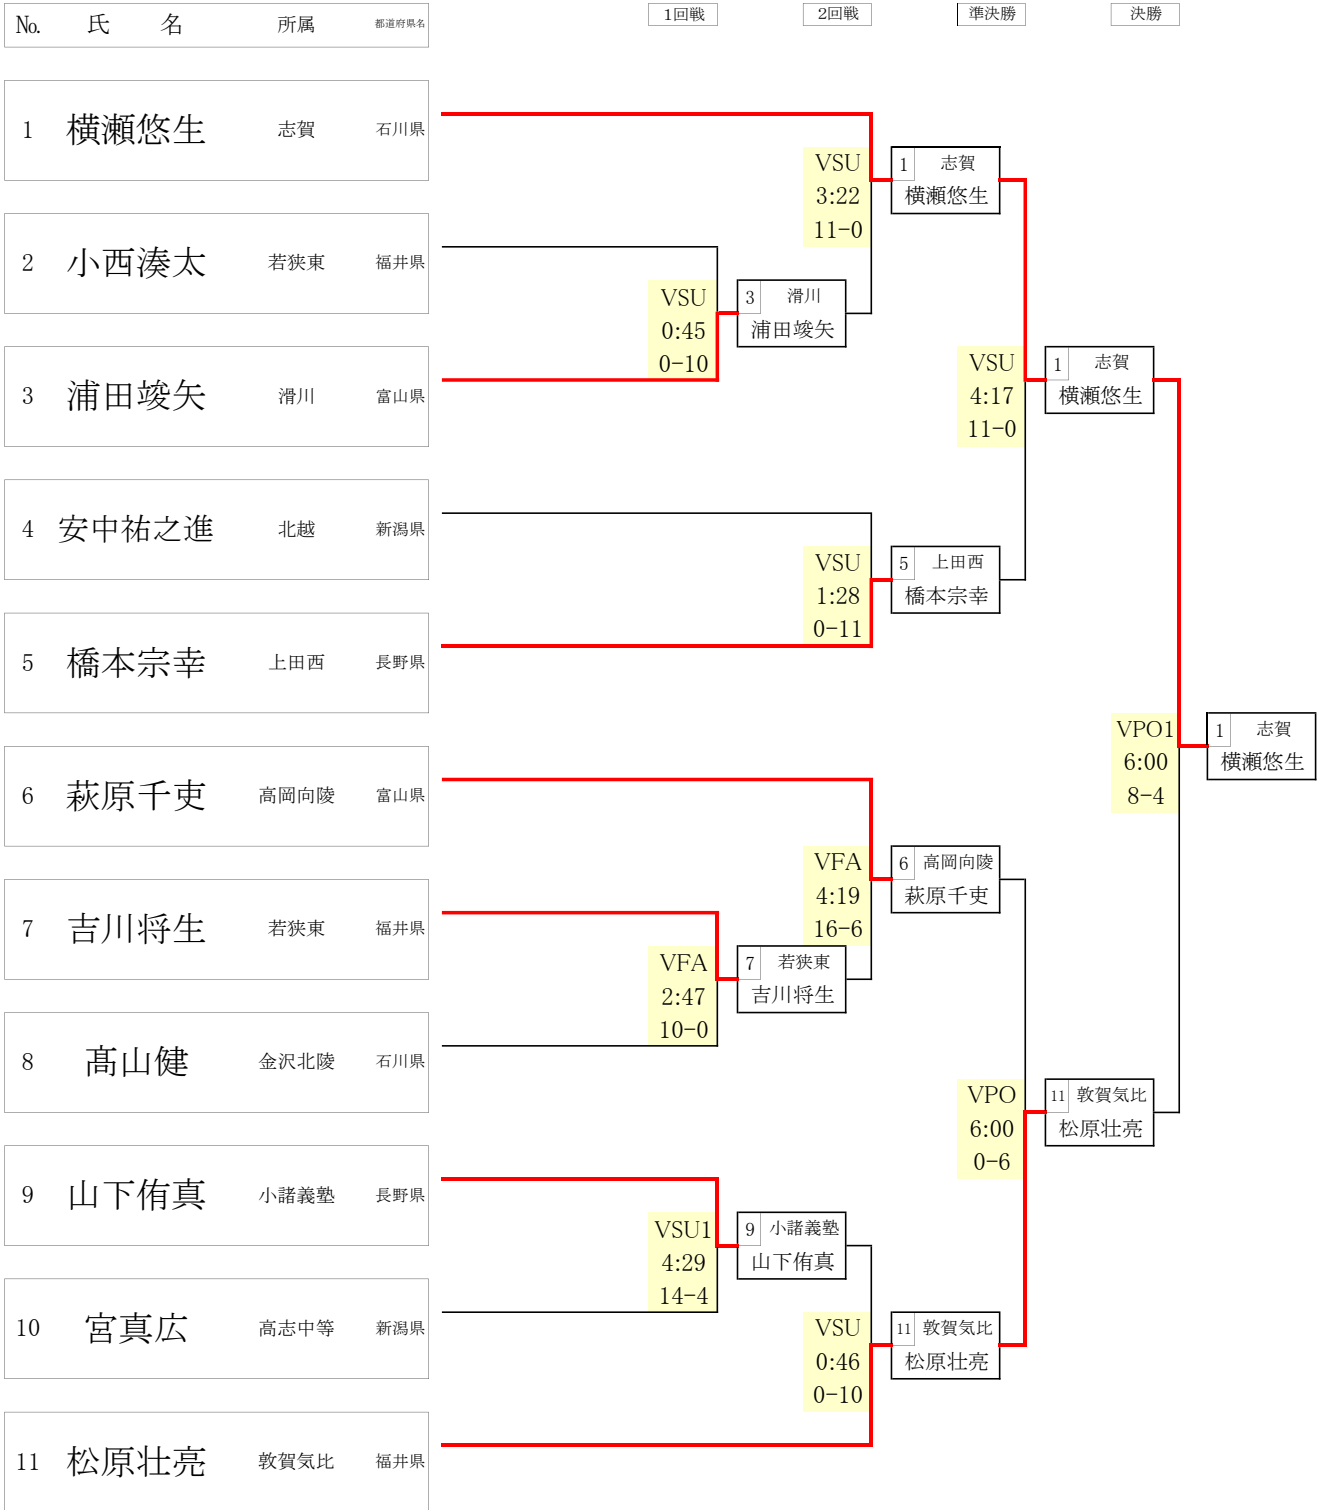 No. 氏 名 所属 都道府県名 1回戦 2回戦 準決勝 決勝
1 横瀬悠生 志賀 石川県
VSU
3:22
11-0
1 志賀
横瀬悠生
2 小西湊太 若狭東 福井県
VSU
0:45
0-10
3 滑川
浦田竣矢
3 浦田竣矢 滑川 富山県
VSU
4:17
11-0
1 志賀
横瀬悠生
4 安中祐之進 北越 新潟県
VSU
1:28
0-11
5 上田西
橋本宗幸
5 橋本宗幸 上田西 長野県
VPO1
6:00
8-4
1 志賀
横瀬悠生
6 萩原千吏 高岡向陵 富山県
VFA
4:19
16-6
6 高岡向陵
萩原千吏
7 吉川将生 若狭東 福井県
VFA
2:47
10-0
7 若狭東
吉川将生
8 髙山健 金沢北陵 石川県
VPO
6:00
0-6
11 敦賀気比
松原壮亮
9 山下侑真 小諸義塾 長野県
VSU1
4:29
14-4
9 小諸義塾
山下侑真
10 宮真広 高志中等 新潟県
VSU
0:46
0-10
11 敦賀気比
松原壮亮
11 松原壮亮 敦賀気比 福井県